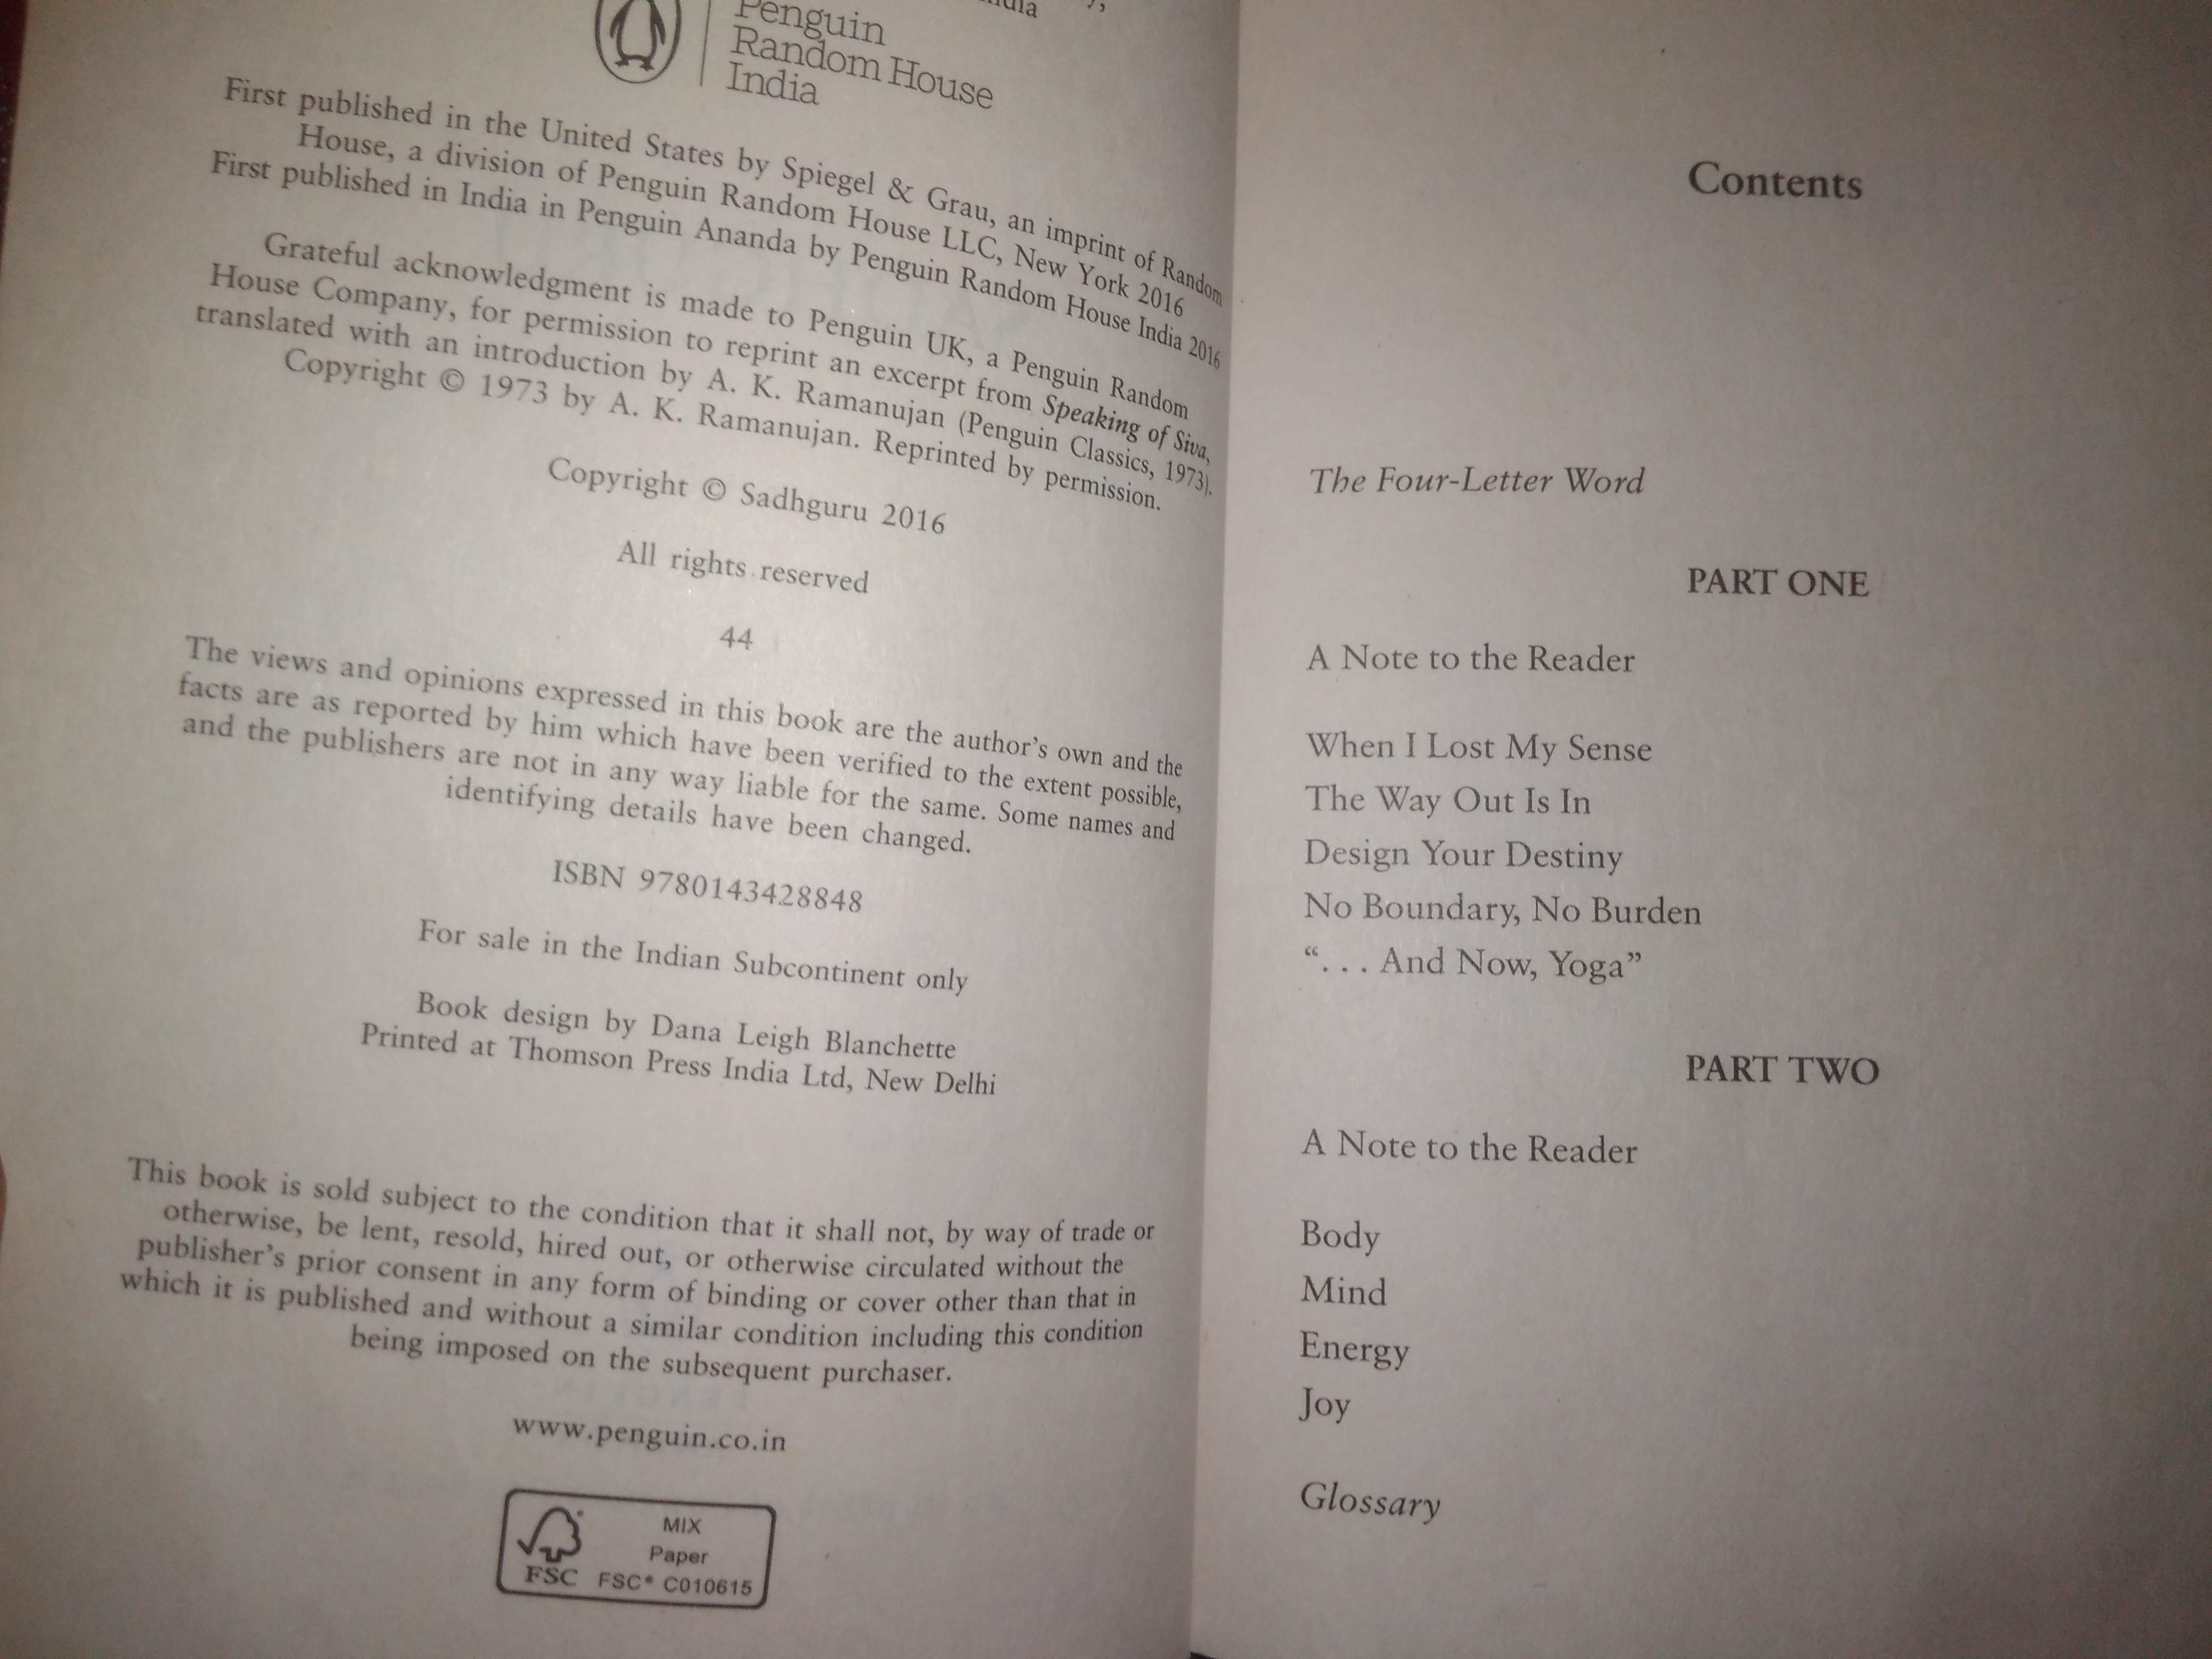 Penguin
Random House
India
First published in the United States by Spiegel & Grau, an imprint of Random
House, a division of Penguin Random House LLC, New York 2016
First published in India in Penguin Ananda by Penguin Random House India 2016
Grateful acknowledgment is made to Penguin UK, a Penguin Random
House Company, for permission to reprint an excerpt from Speaking of Siva,
translated with an introduction by A. K. Ramanujan (Penguin Classics, 1973).
Copyright © 1973 by A. K. Ramanujan. Reprinted by permission.
Copyright © Sadhguru 2016
All rights reserved
44
The views and opinions expressed in this book are the author's own and the
facts are as reported by him which have been verified to the extent possible,
and the publishers are not in any way liable for the same. Some names and
identifying details have been changed.
ISBN 9780143428848
For sale in the Indian Subcontinent only
Book design by Dana Leigh Blanchette
Printed at Thomson Press India Ltd, New Delhi
This book is sold subject to the condition that it shall not, by way of trade or
otherwise, be lent, resold, hired out, or otherwise circulated without the
publisher's prior consent in any form of binding or cover other than that in
which it is published and without a similar condition including this condition
being imposed on the subsequent purchaser.
www.penguin.co.in
MIX
Paper
FSC FSC® C010615
Contents
The Four-Letter Word
PART ONE
A Note to the Reader
When I Lost My Sense
The Way Out Is In
Design Your Destiny
No Boundary, No Burden
“. . . And Now, Yoga”
PART TWO
A Note to the Reader
Body
Mind
Energy
Joy
Glossary